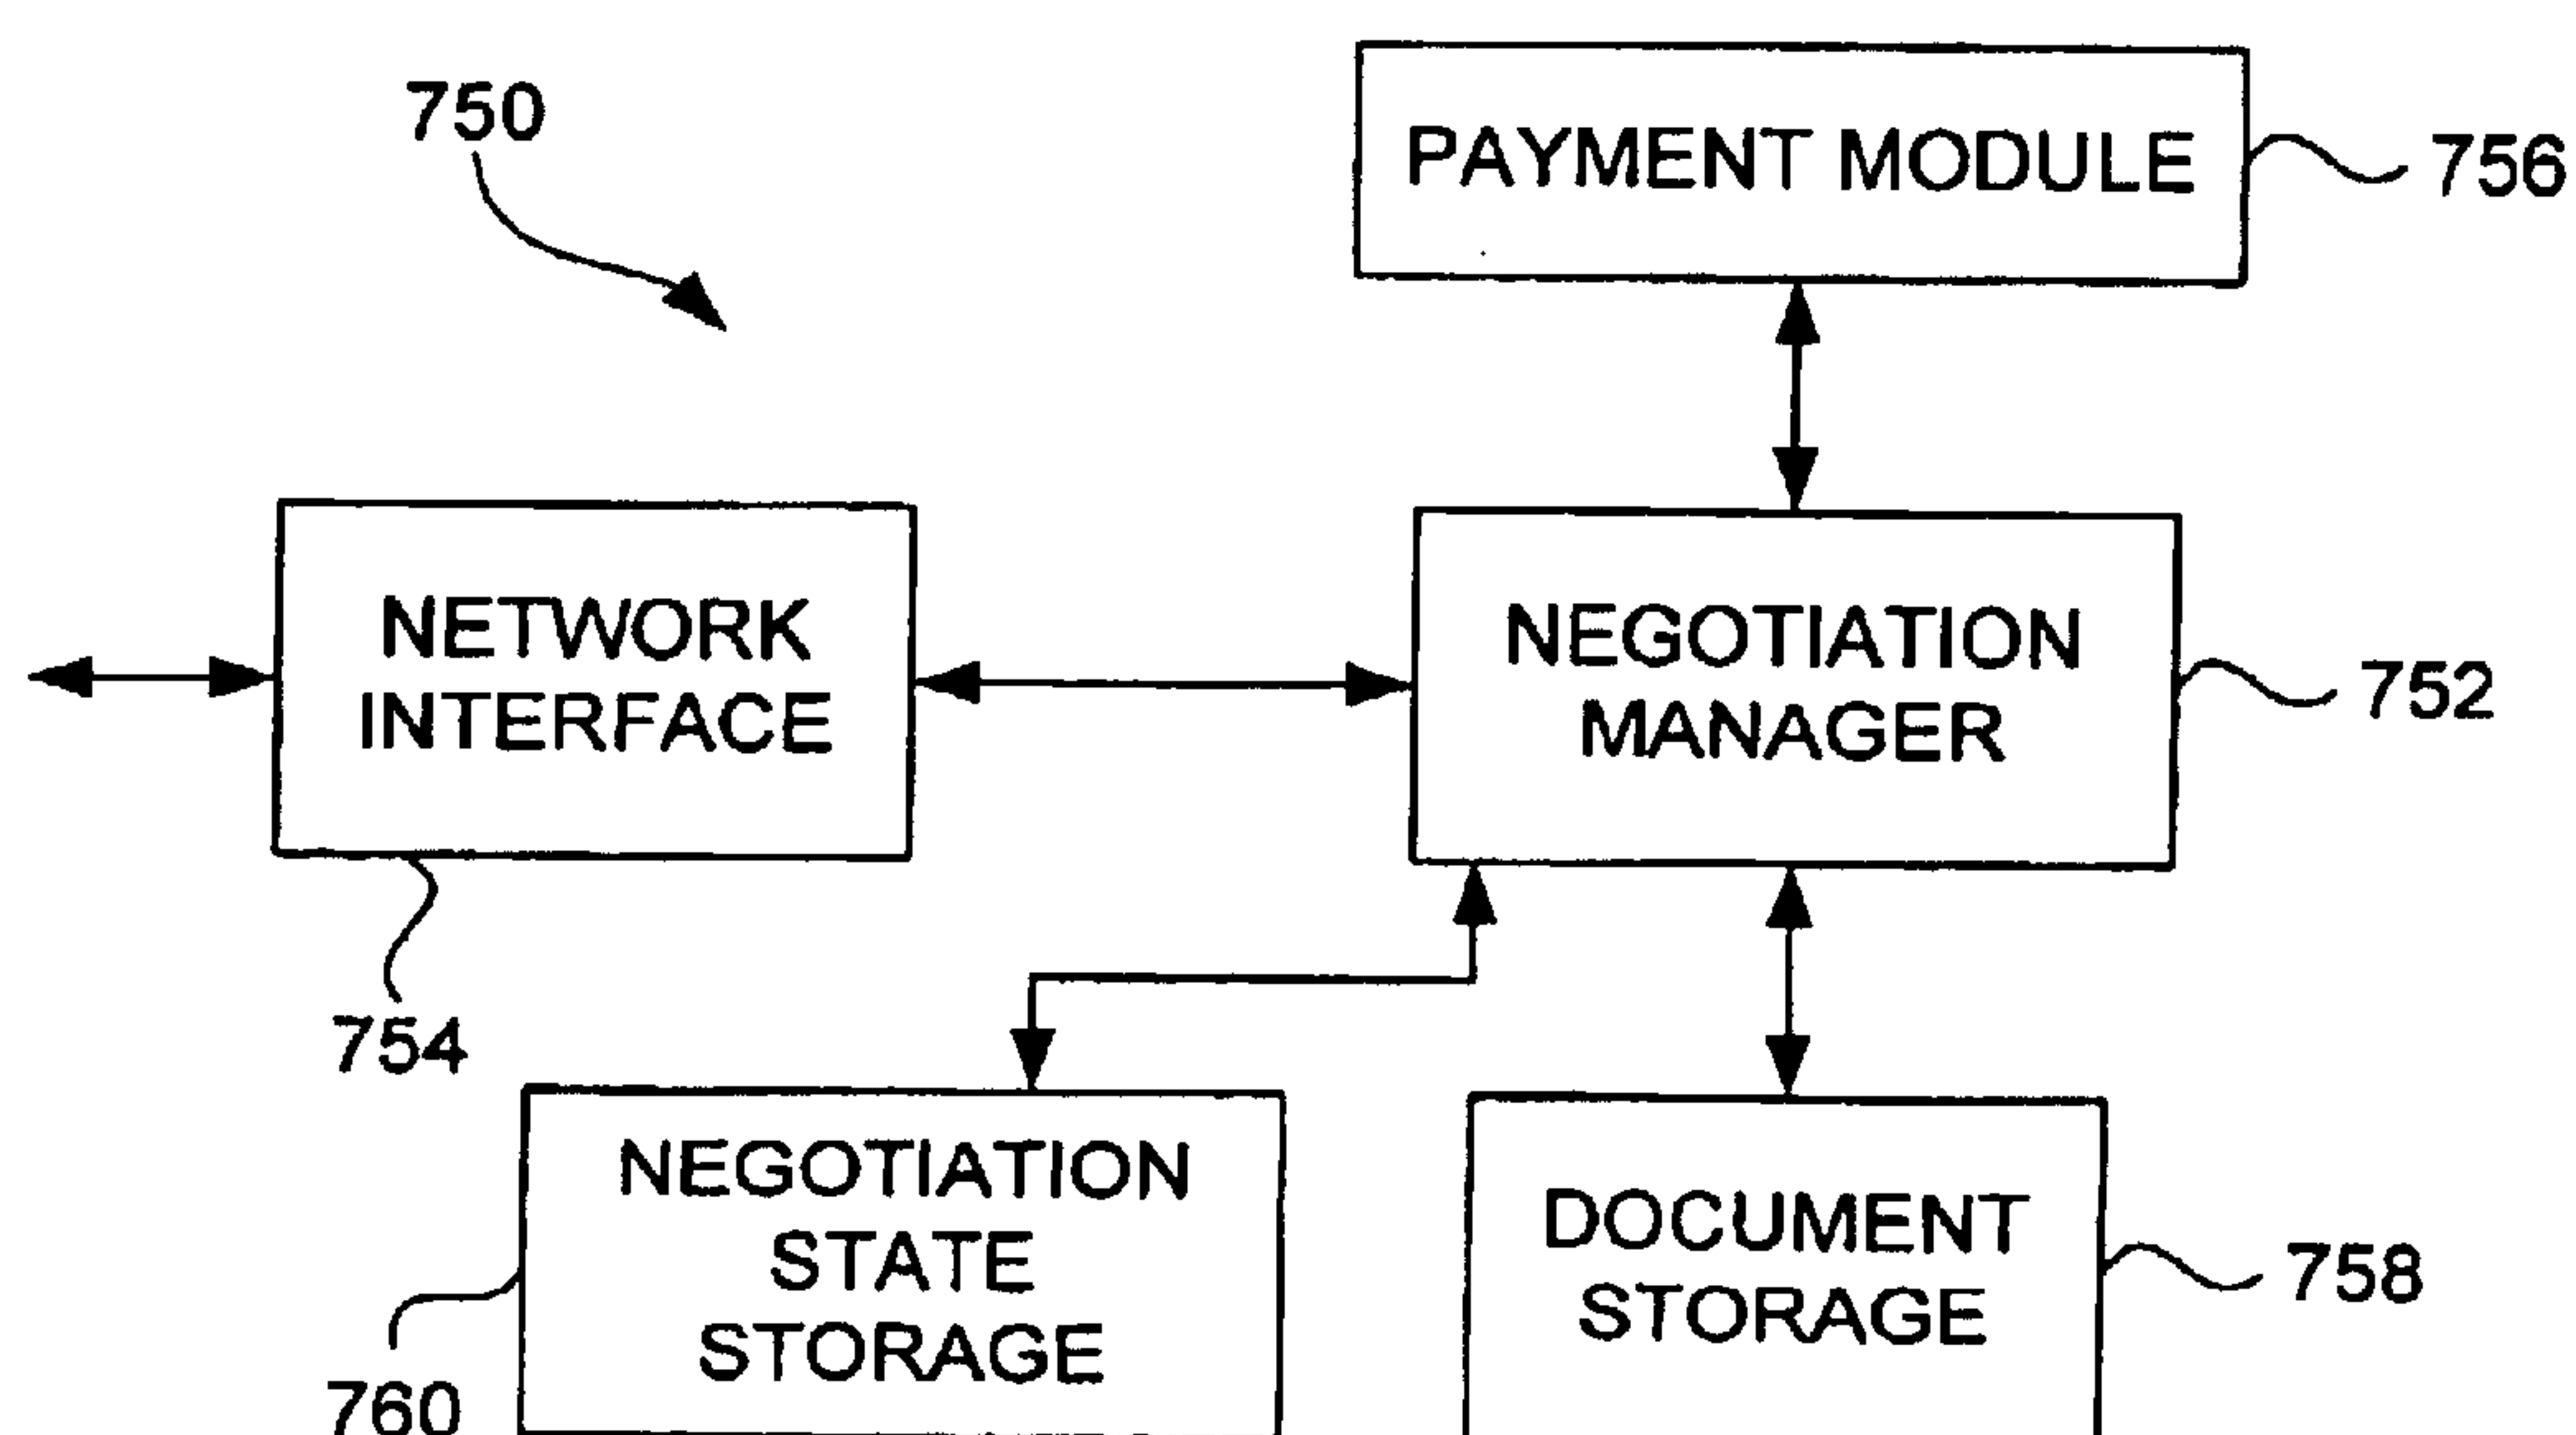 750
PAYMENT MODULE
756
NETWORK
INTERFACE
NEGOTIATION
MANAGER
752
754
NEGOTIATION
STATE
STORAGE
DOCUMENT
STORAGE
758
760